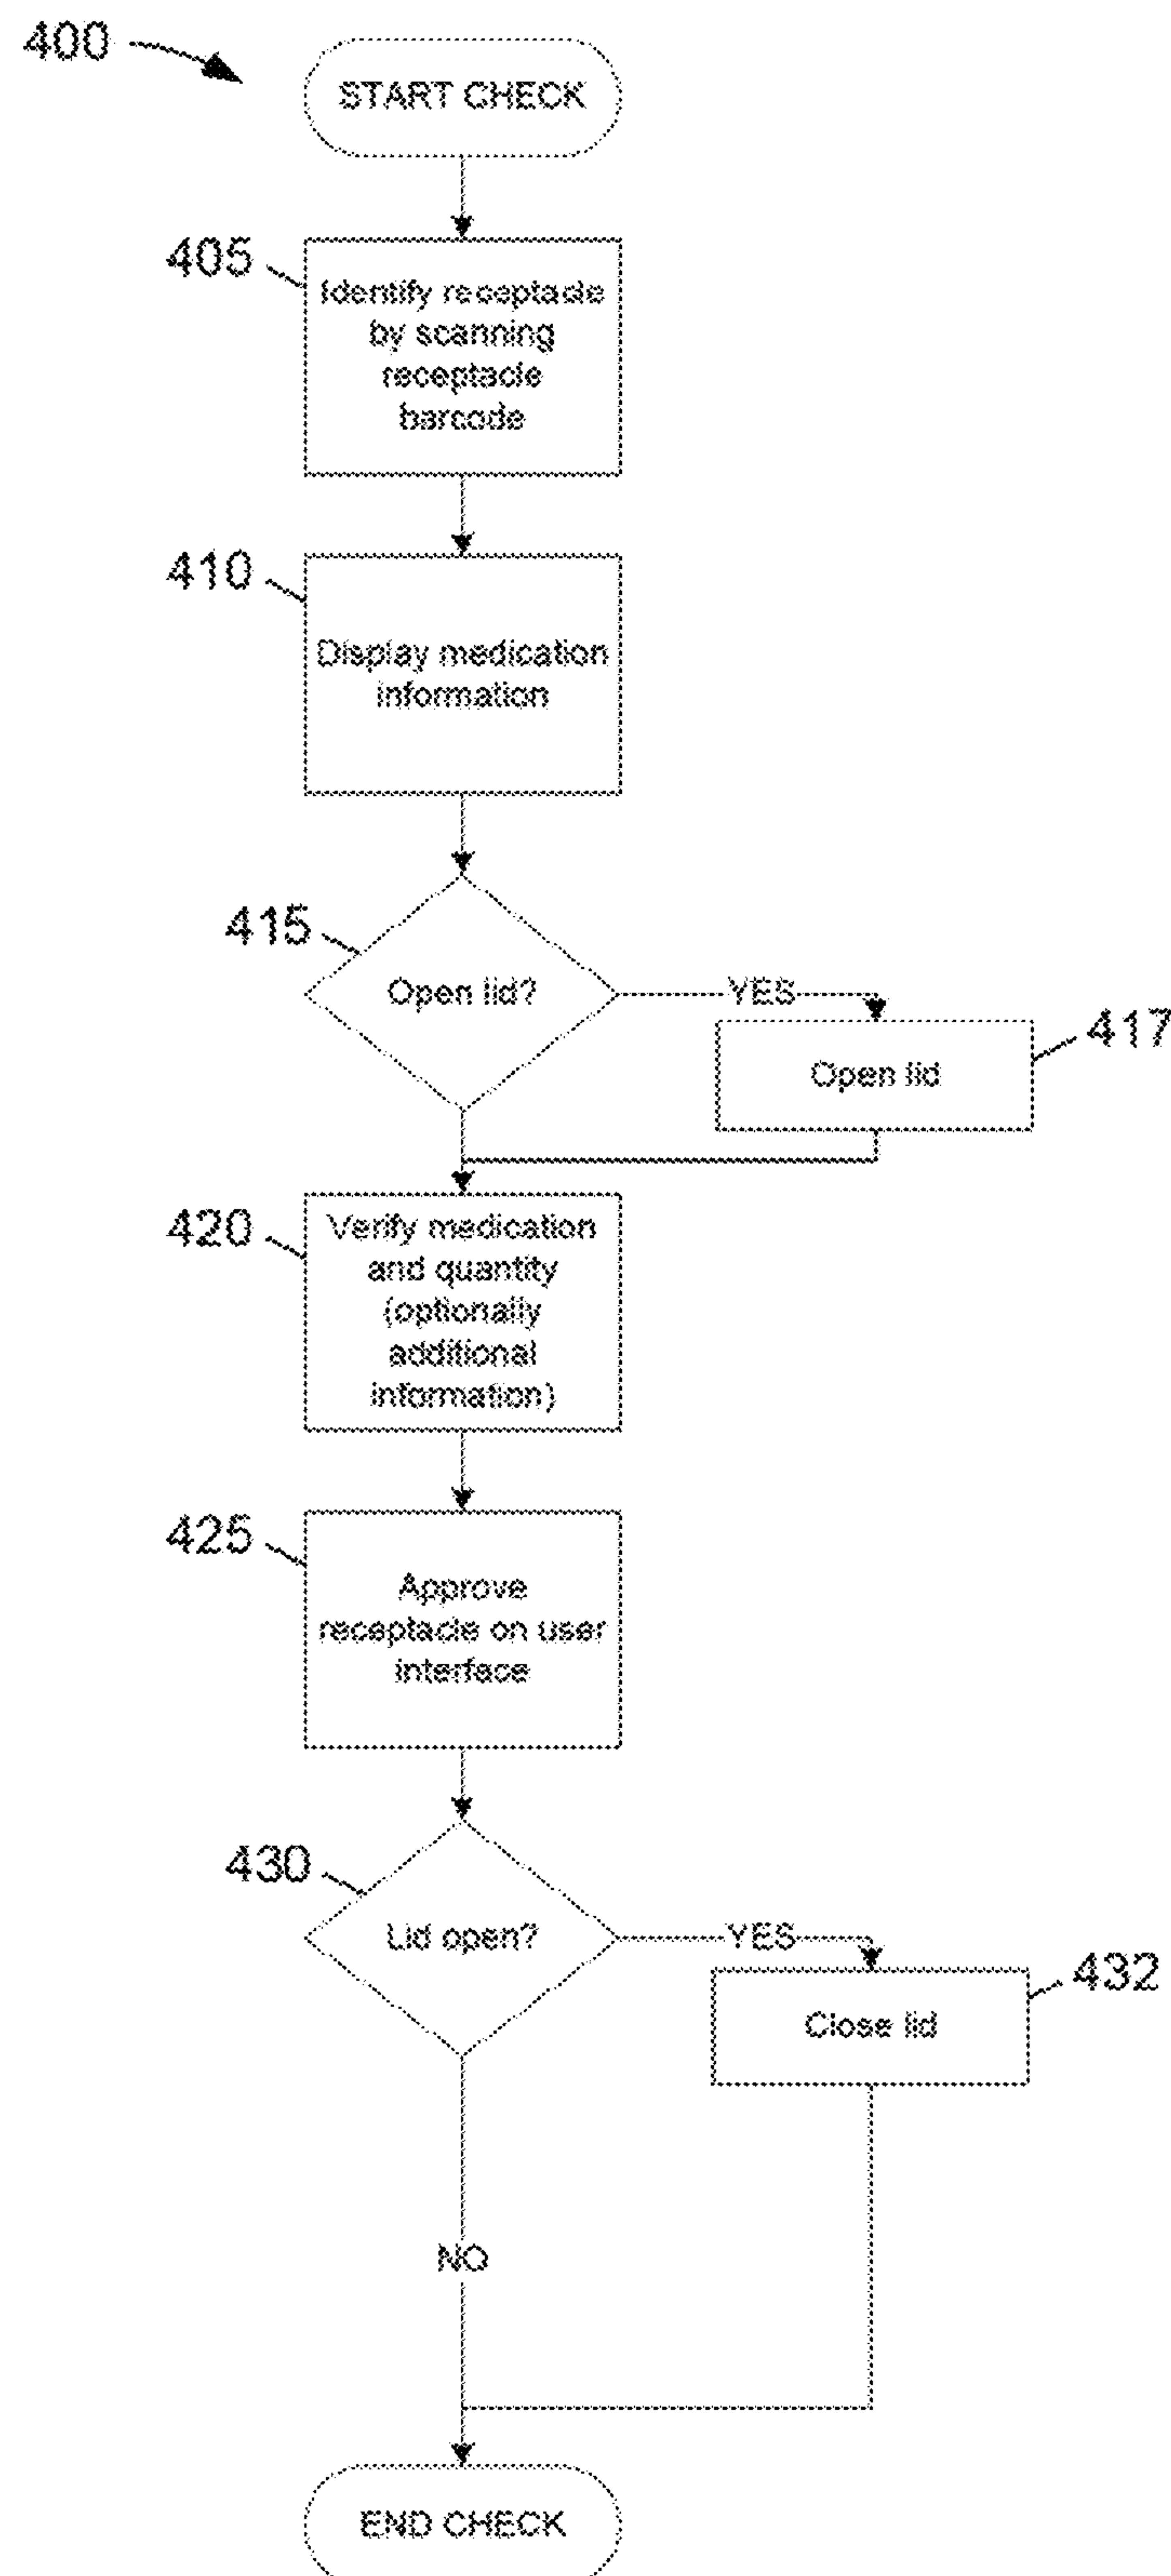 400
START CHECK
405
Identify receptacle
by scanning
receptacle
barcode
410
Display medication
information
415
Open lid?
YES
417
Open lid
420
Verify medication
and quantity
(optionally
additional
information)
425
Approve
receptacle on user
interface
430
Lid open?
YES
432
Close lid
NO
END CHECK